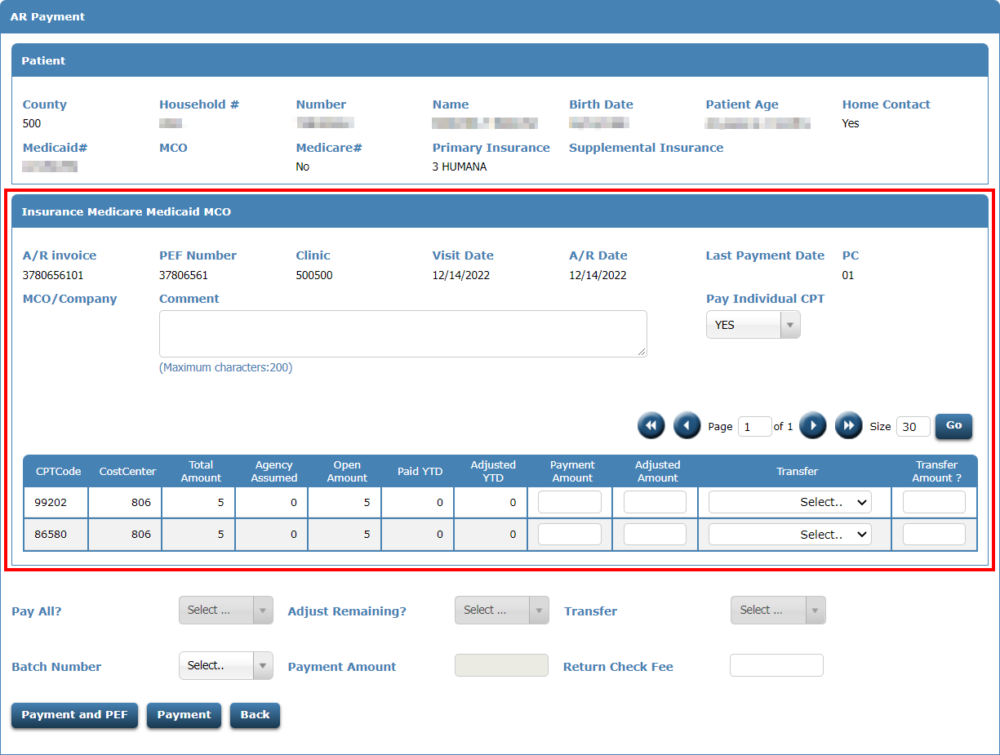 AR Payment
Patient
County Household # Number Name Birth Date Patient Age Home Contact
500 Yes
Medicaid# MCO Medicare# Primary Insurance Supplemental Insurance
No 3 HUMANA
Insurance Medicare Medicaid MCO
A/R invoice PEF Number Clinic Visit Date A/R Date Last Payment Date PC
3780656101 37806561 500500 12/14/2022 12/14/2022 01
MCO/Company Comment Pay Individual CPT
YES
(Maximum characters:200)
Page 1 of 1 Size 30 Go
CPTCode CostCenter Total Amount Agency Assumed Open Amount Paid YTD Adjusted YTD Payment Amount Adjusted Amount Transfer Transfer Amount ?
99202 806 5 0 5 0 0 Select..
86580 806 5 0 5 0 0 Select..
Pay All? Select ... Adjust Remaining? Select ... Transfer Select ...
Batch Number Select.. Payment Amount Return Check Fee
Payment and PEF Payment Back